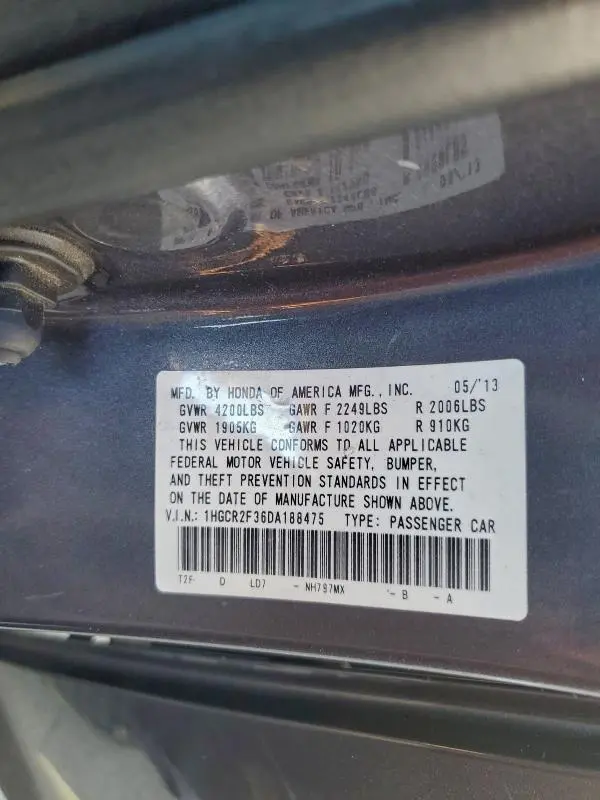 MFD. BY HONDA OF AMERICA MFG., INC. 05/'13
GVWR 4200LBS GAWR F 2249LBS R 2006LBS
GVWR 1905KG GAWR F 1020KG R 910KG
THIS VEHICLE CONFORMS TO ALL APPLICABLE
FEDERAL MOTOR VEHICLE SAFETY, BUMPER,
AND THEFT PREVENTION STANDARDS IN EFFECT
ON THE DATE OF MANUFACTURE SHOWN ABOVE.
V.I.N.: 1HGCR2F36DA188475 TYPE: PASSENGER CAR
T2F- D LD7 - NH797MX '- B - A